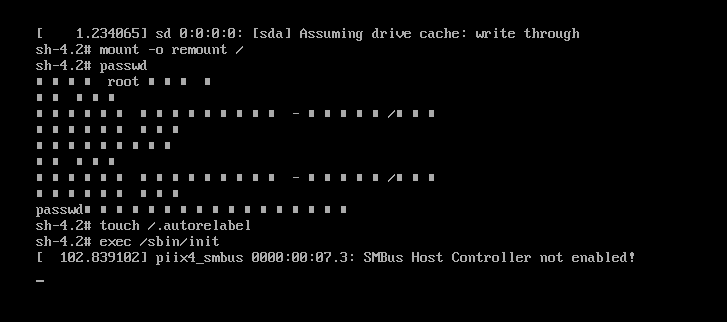 [    1.234065] sd 0:0:0:0: [sda] Assuming drive cache: write through
sh-4.2# mount -o remount /
sh-4.2# passwd
∎ ∎ ∎ ∎  root ∎ ∎ ∎  ∎
∎ ∎  ∎ ∎ ∎
∎ ∎ ∎ ∎ ∎ ∎  ∎ ∎ ∎ ∎ ∎ ∎ ∎ ∎ ∎  - ∎ ∎ ∎ ∎ ∎ /∎ ∎ ∎
∎ ∎ ∎ ∎ ∎ ∎  ∎ ∎ ∎
∎ ∎ ∎ ∎ ∎ ∎ ∎ ∎ ∎
∎ ∎  ∎ ∎ ∎
∎ ∎ ∎ ∎ ∎ ∎  ∎ ∎ ∎ ∎ ∎ ∎ ∎ ∎ ∎  - ∎ ∎ ∎ ∎ ∎ /∎ ∎ ∎
∎ ∎ ∎ ∎ ∎ ∎  ∎ ∎ ∎
passwd∎ ∎ ∎ ∎ ∎ ∎ ∎ ∎ ∎ ∎ ∎ ∎ ∎ ∎ ∎ ∎ ∎
sh-4.2# touch /.autorelabel
sh-4.2# exec /sbin/init
[  102.839102] piix4_smbus 0000:00:07.3: SMBus Host Controller not enabled!
_